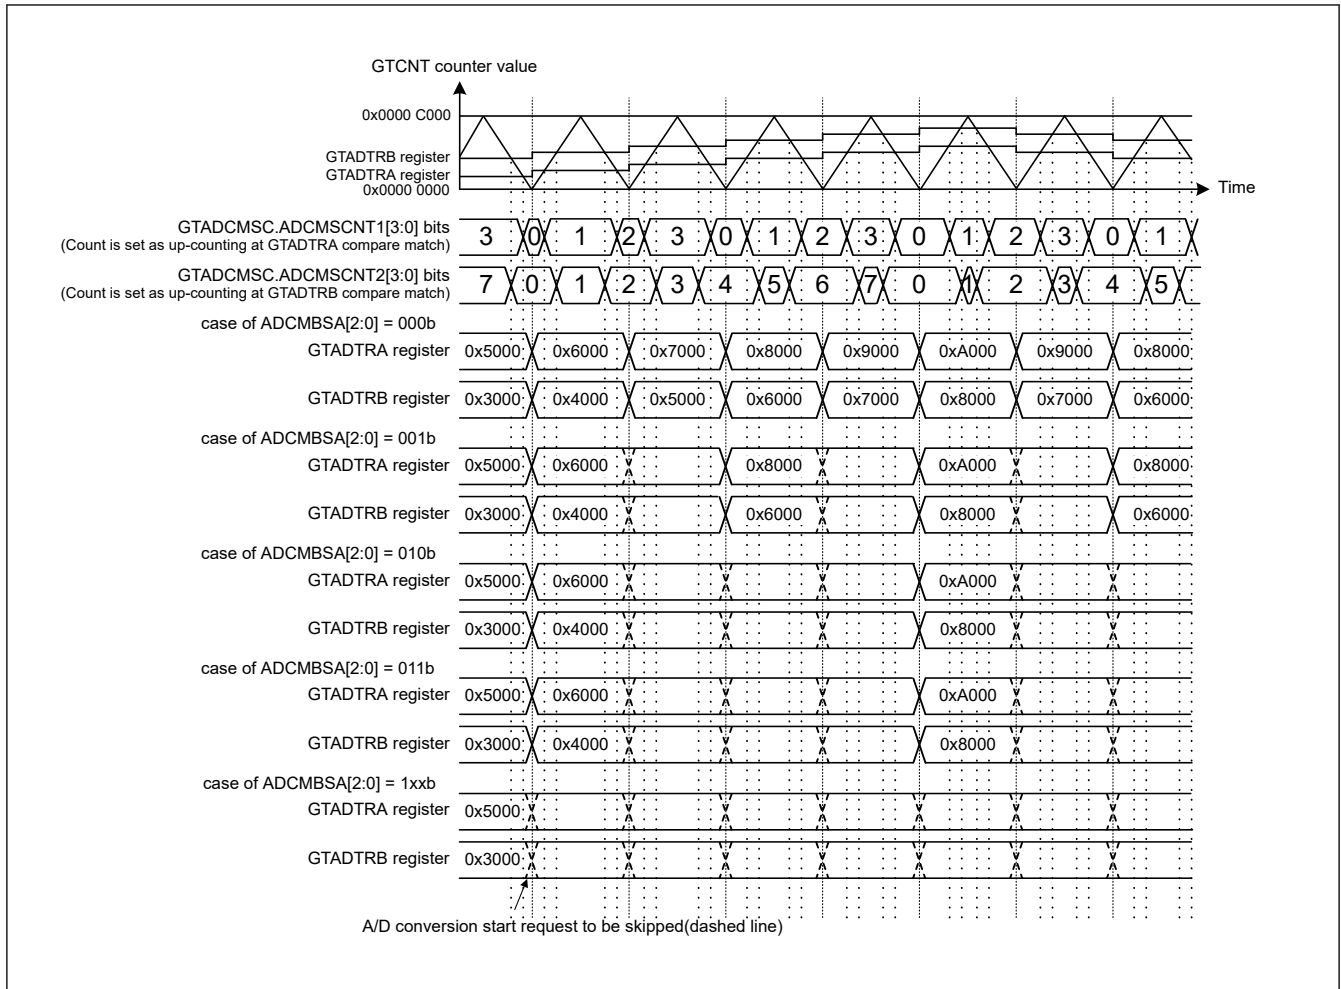 GTCNT counter value
0x0000 C000
GTADTRB register
GTADTRA register
0x0000 0000
Time
GTADCMSC.ADCMSCNT1[3:0] bits
(Count is set as up-counting at GTADTRA compare match)
3 0 1 2 3 0 1 2 3 0 1 2 3 0 1
GTADCMSC.ADCMSCNT2[3:0] bits
(Count is set as up-counting at GTADTRB compare match)
7 0 1 2 3 4 5 6 7 0 1 2 3 4 5
case of ADCMBSA[2:0] = 000b
GTADTRA register 0x5000 0x6000 0x7000 0x8000 0x9000 0xA000 0x9000 0x8000
GTADTRB register 0x3000 0x4000 0x5000 0x6000 0x7000 0x8000 0x7000 0x6000
case of ADCMBSA[2:0] = 001b
GTADTRA register 0x5000 0x6000 0x8000 0xA000 0x8000
GTADTRB register 0x3000 0x4000 0x6000 0x8000 0x6000
case of ADCMBSA[2:0] = 010b
GTADTRA register 0x5000 0x6000 0xA000
GTADTRB register 0x3000 0x4000 0x8000
case of ADCMBSA[2:0] = 011b
GTADTRA register 0x5000 0x6000 0xA000
GTADTRB register 0x3000 0x4000 0x8000
case of ADCMBSA[2:0] = 1xxb
GTADTRA register 0x5000
GTADTRB register 0x3000
A/D conversion start request to be skipped(dashed line)